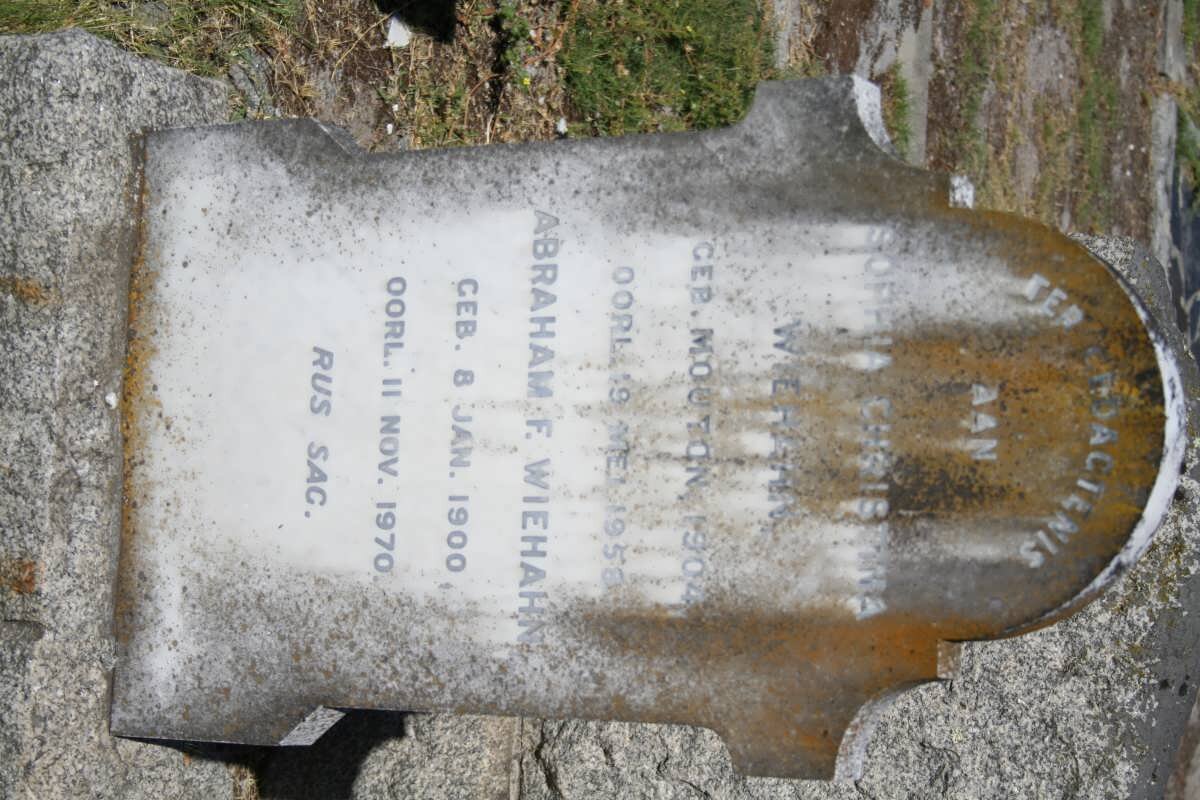 TER GEDAGTENIS
AAN
SOPHIA CHRISTINA
WIEHAHN,
GEB. MOUTON, 1904,
OORL. 19 MEI 1958
ABRAHAM F. WIEHAHN
GEB. 8 JAN. 1900,
OORL. 11 NOV. 1970.
RUS SAG.